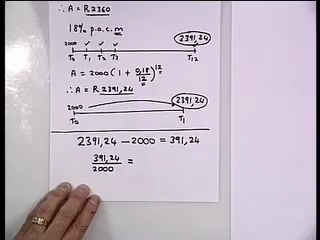 ∴ A = R 2360
18% p.a.c.m
2391,24
2000 ✓ ✓ ✓
T₀ T₁ T₂ T₃ T₁₂
A = 2000(1 + 0,18/12)¹²
∴ A = R 2391,24
2000 2391,24
T₀ T₁
2391,24 – 2000 = 391,24
391,24/2000 =